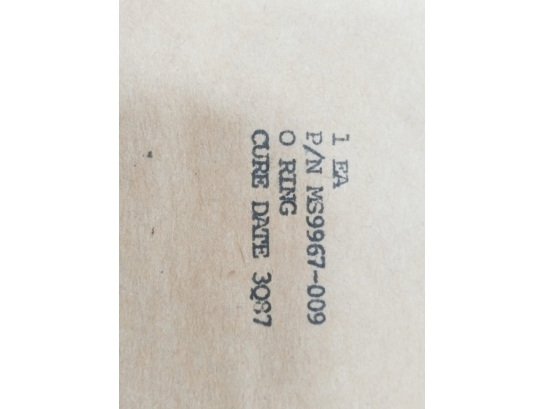 1 EA
P/N MS9967-009
O RING
CURE DATE 3Q87